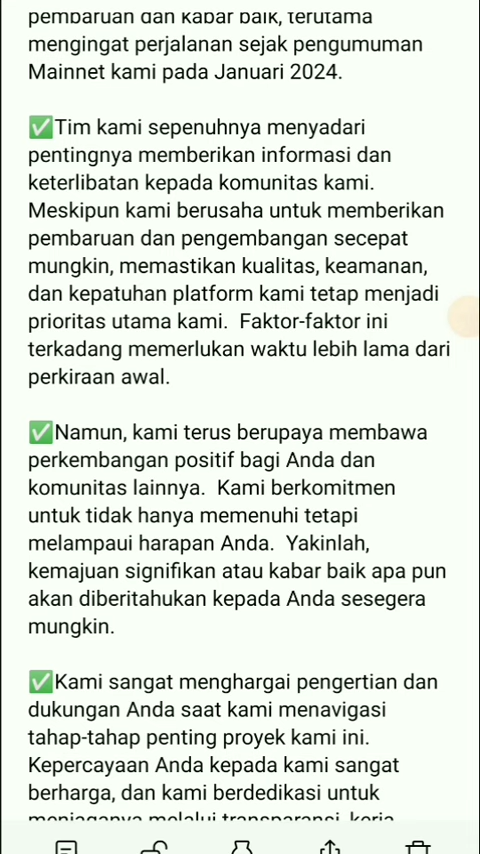 pembaruan dan kabar baik, terutama
mengingat perjalanan sejak pengumuman
Mainnet kami pada Januari 2024.
✅Tim kami sepenuhnya menyadari
pentingnya memberikan informasi dan
keterlibatan kepada komunitas kami.
Meskipun kami berusaha untuk memberikan
pembaruan dan pengembangan secepat
mungkin, memastikan kualitas, keamanan,
dan kepatuhan platform kami tetap menjadi
prioritas utama kami.  Faktor-faktor ini
terkadang memerlukan waktu lebih lama dari
perkiraan awal.
✅Namun, kami terus berupaya membawa
perkembangan positif bagi Anda dan
komunitas lainnya.  Kami berkomitmen
untuk tidak hanya memenuhi tetapi
melampaui harapan Anda.  Yakinlah,
kemajuan signifikan atau kabar baik apa pun
akan diberitahukan kepada Anda sesegera
mungkin.
✅Kami sangat menghargai pengertian dan
dukungan Anda saat kami menavigasi
tahap-tahap penting proyek kami ini.
Kepercayaan Anda kepada kami sangat
berharga, dan kami berdedikasi untuk
menjaganya melalui transparansi, kerja